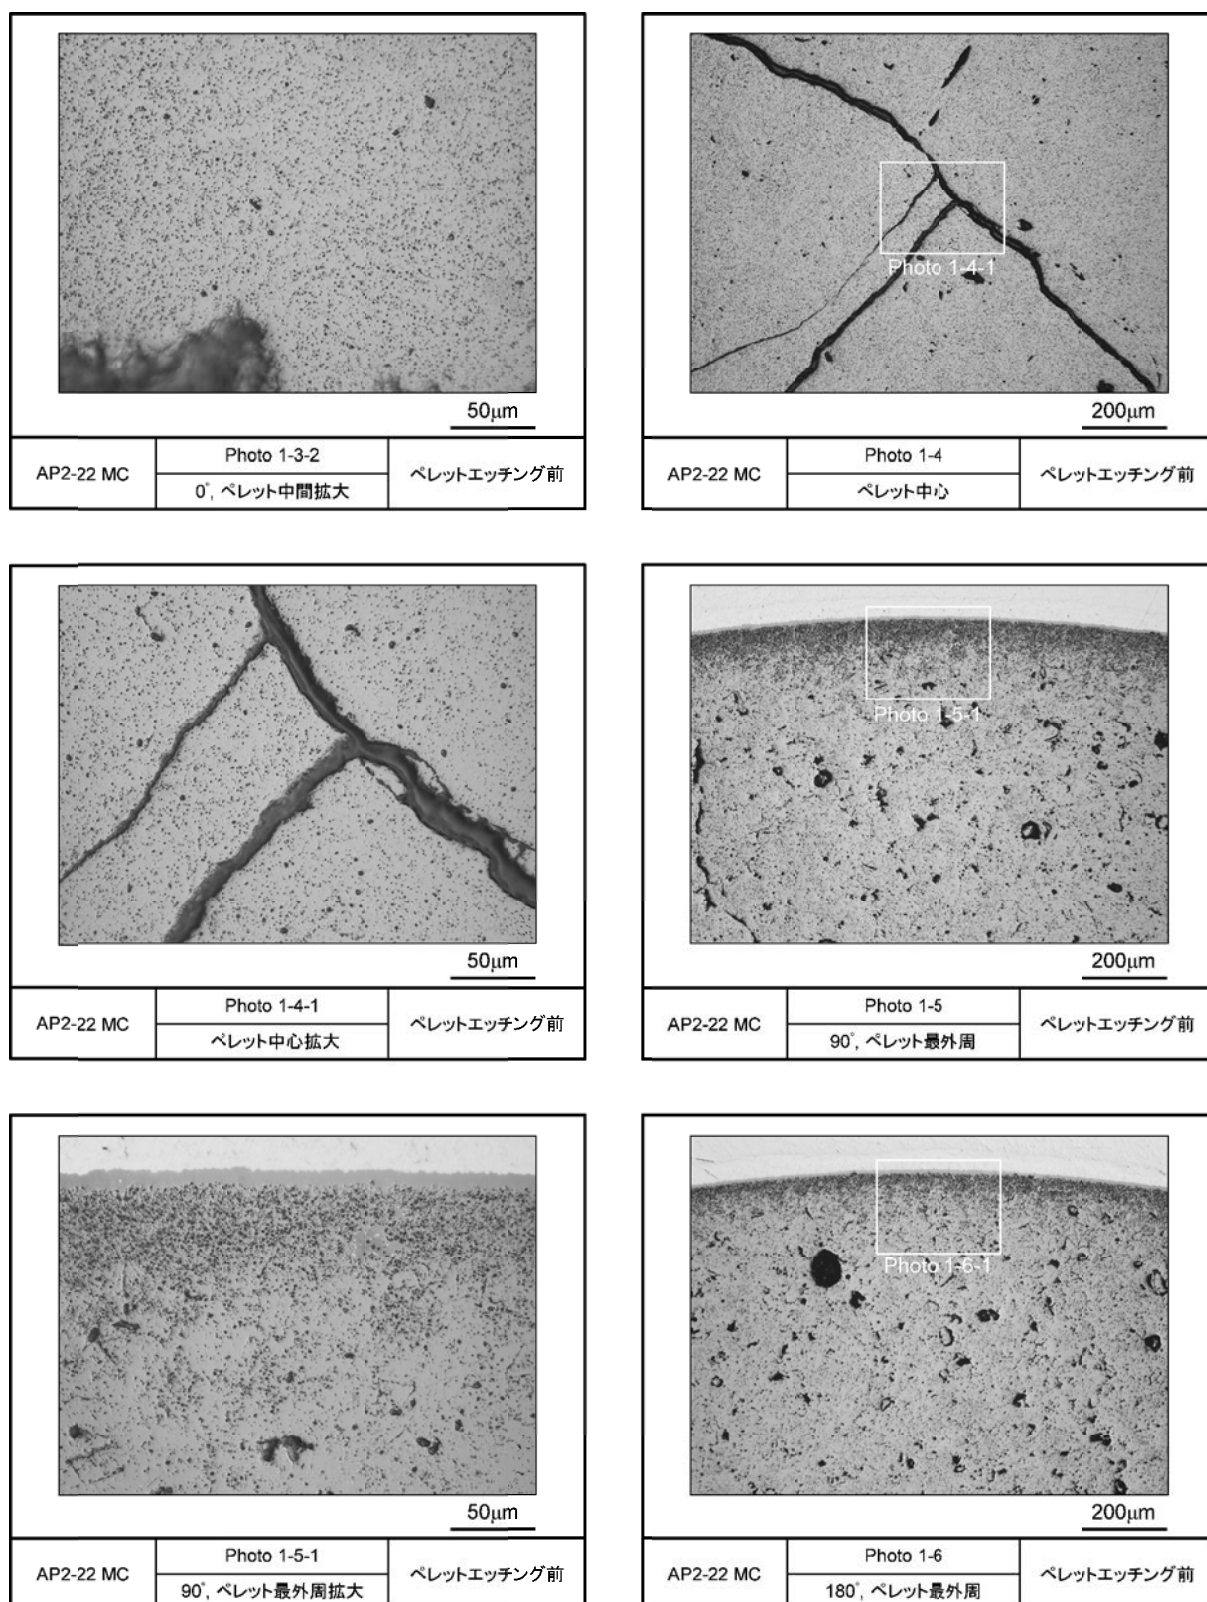 50μm
AP2-22 MC
Photo 1-3-2
0°, ペレット中間拡大
ペレットエッチング前
Photo 1-4-1
200μm
AP2-22 MC
Photo 1-4
ペレット中心
ペレットエッチング前
50μm
AP2-22 MC
Photo 1-4-1
ペレット中心拡大
ペレットエッチング前
Photo 1-5-1
200μm
AP2-22 MC
Photo 1-5
90°, ペレット最外周
ペレットエッチング前
50μm
AP2-22 MC
Photo 1-5-1
90°, ペレット最外周拡大
ペレットエッチング前
Photo 1-6-1
200μm
AP2-22 MC
Photo 1-6
180°, ペレット最外周
ペレットエッチング前